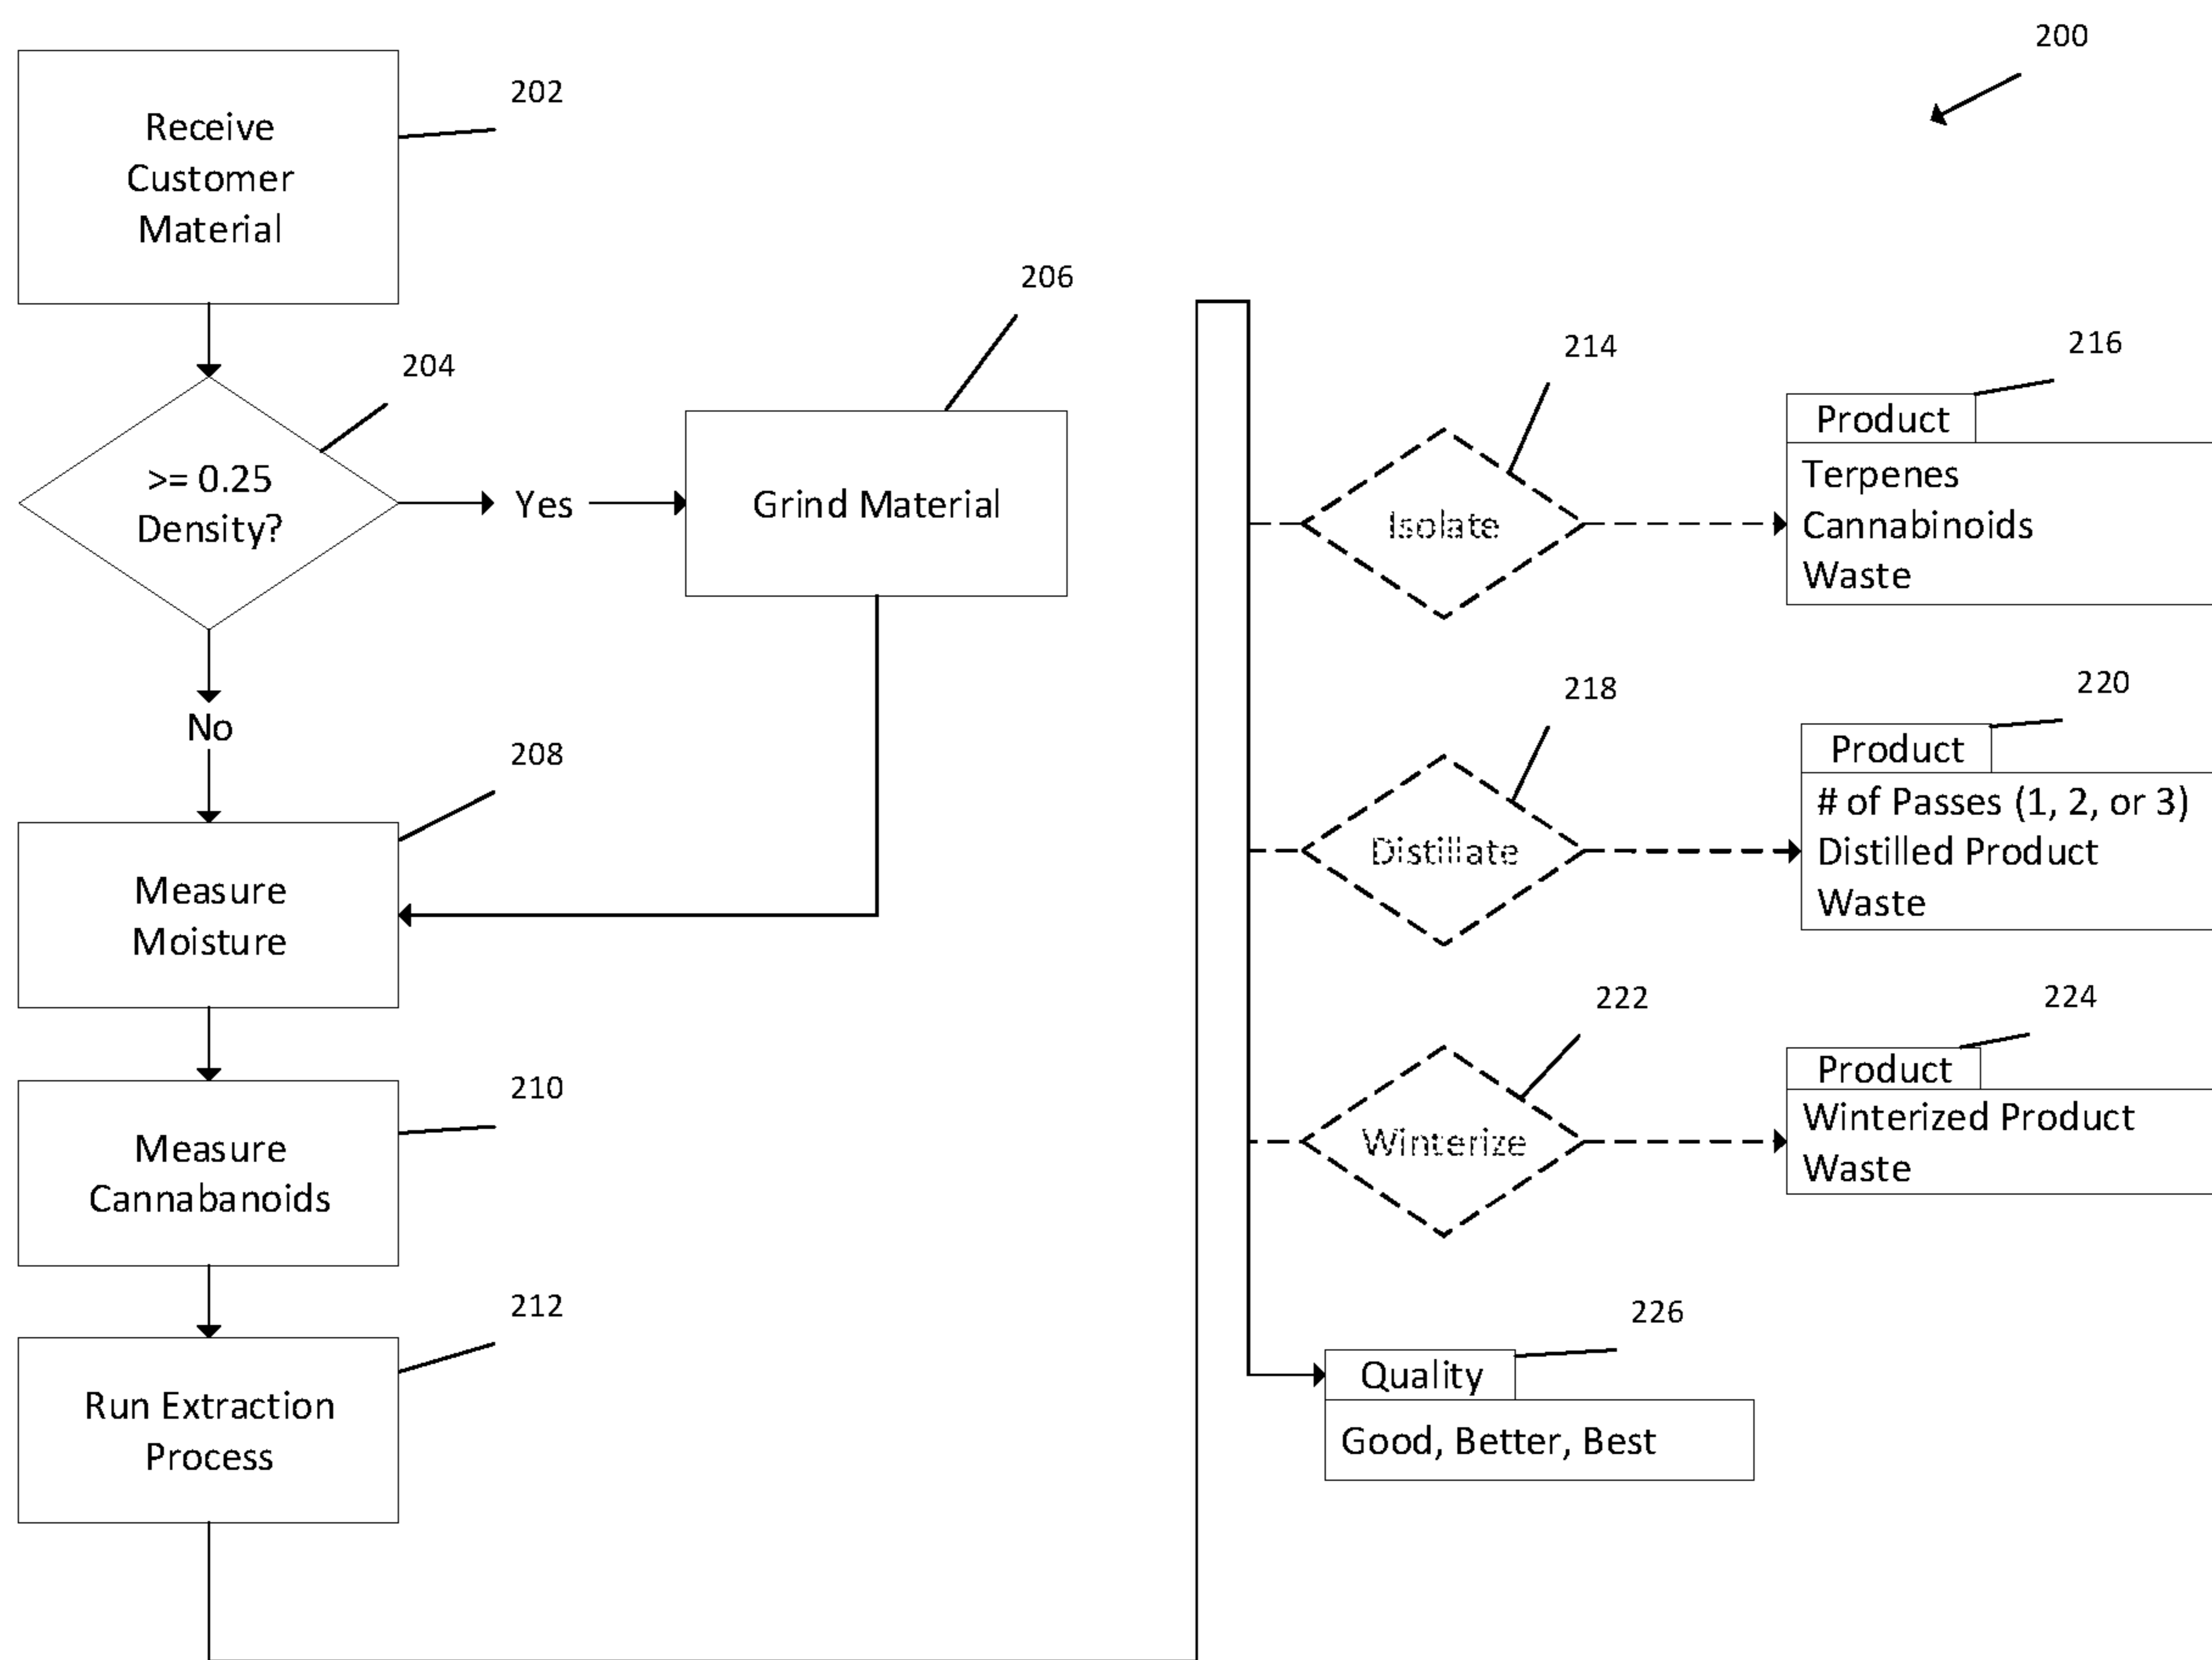 200
202
Receive
Customer
Material
204
>= 0.25
Density?
Yes
206
Grind Material
No
208
Measure
Moisture
210
Measure
Cannabanoids
212
Run Extraction
Process
214
Isolate
216
Product
Terpenes
Cannabinoids
Waste
218
Distillate
220
Product
# of Passes (1, 2, or 3)
Distilled Product
Waste
222
Winterize
224
Product
Winterized Product
Waste
226
Quality
Good, Better, Best